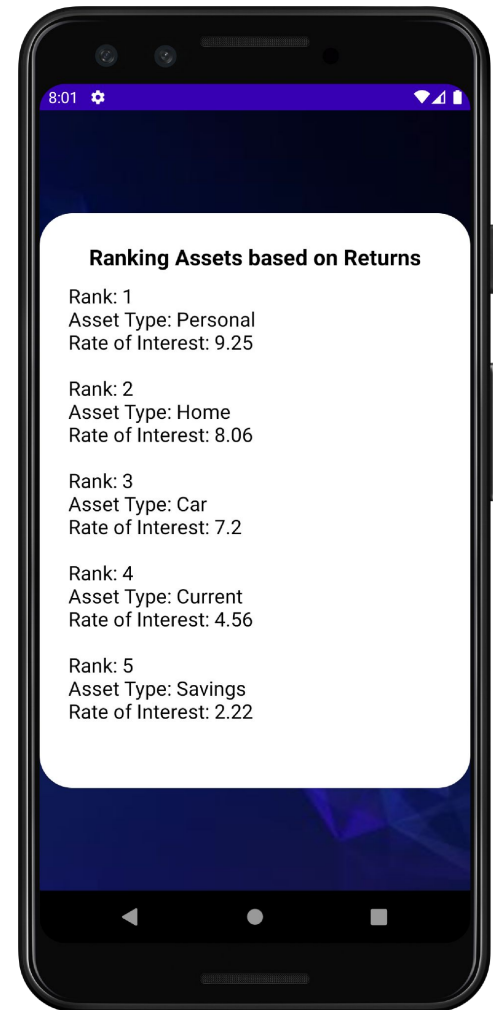 8:01
Ranking Assets based on Returns
Rank: 1
Asset Type: Personal
Rate of Interest: 9.25
Rank: 2
Asset Type: Home
Rate of Interest: 8.06
Rank: 3
Asset Type: Car
Rate of Interest: 7.2
Rank: 4
Asset Type: Current
Rate of Interest: 4.56
Rank: 5
Asset Type: Savings
Rate of Interest: 2.22